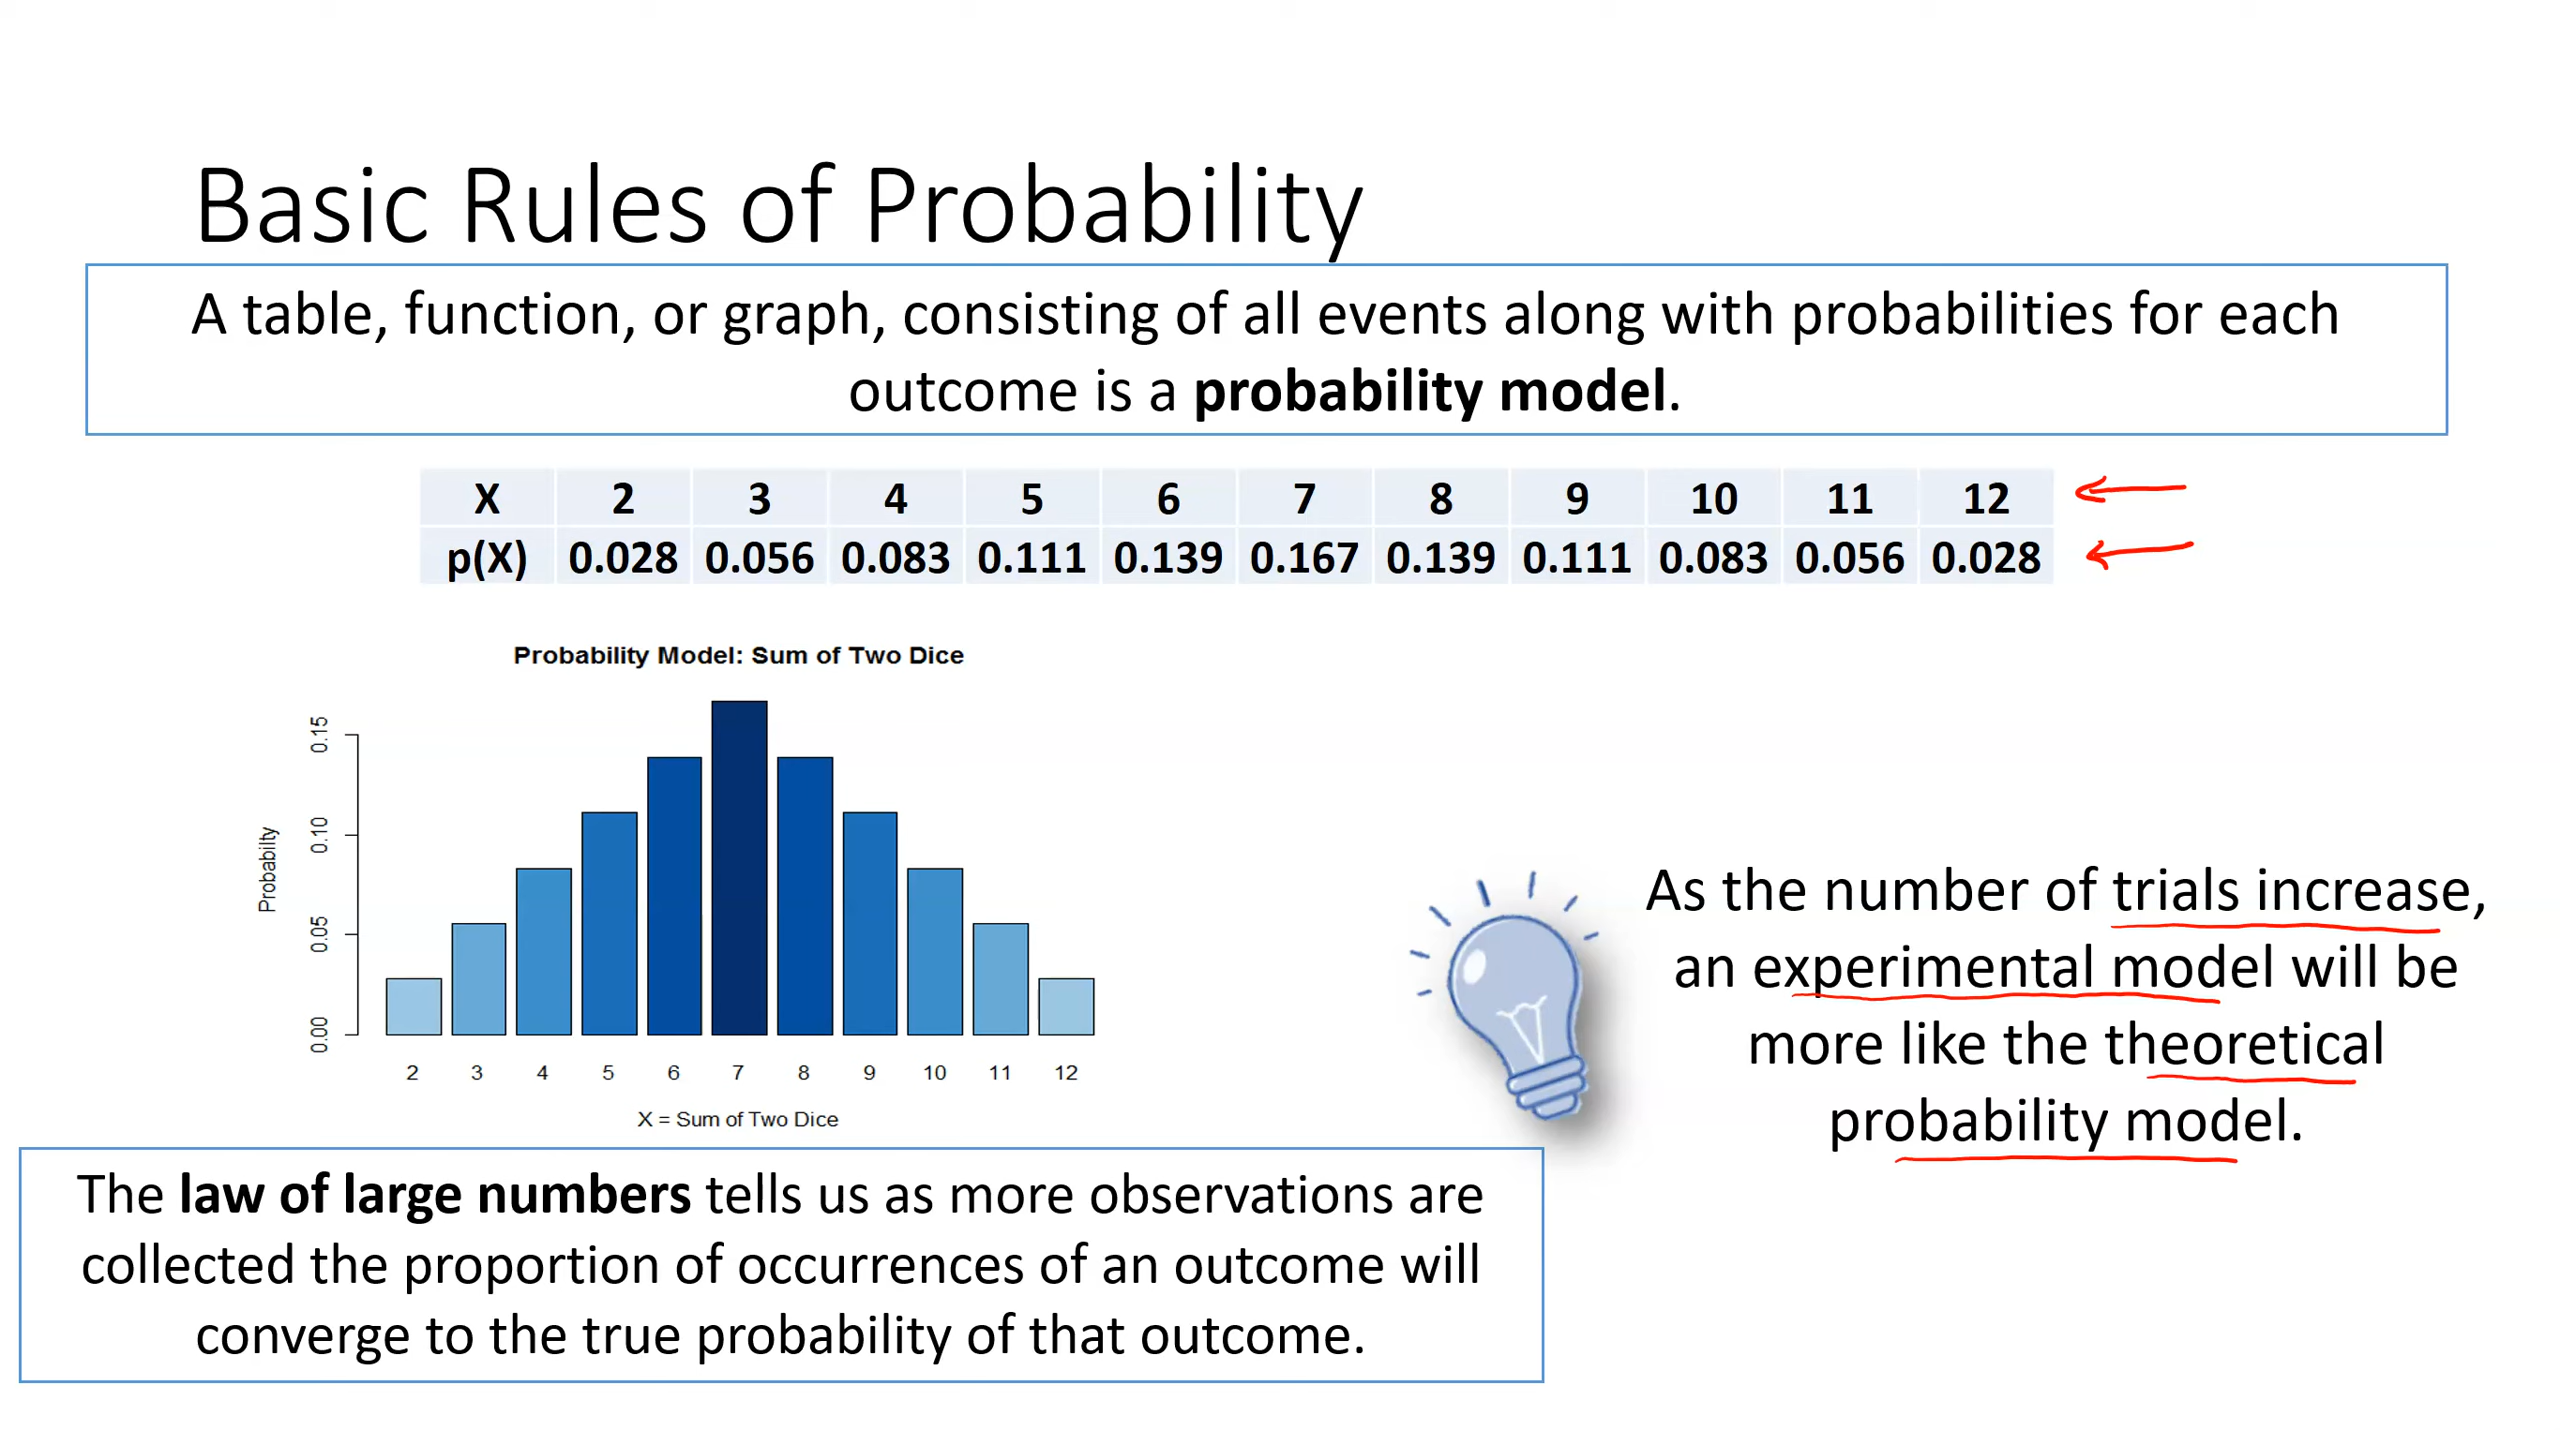 Basic Rules of Probability
A table, function, or graph, consisting of all events along with probabilities for each
outcome is a probability model.
X 2 3 4 5 6 7 8 9 10 11 12
p(X) 0.028 0.056 0.083 0.111 0.139 0.167 0.139 0.111 0.083 0.056 0.028
Probability Model: Sum of Two Dice
Probabilty
0.15
0.10
0.05
0.00
2 3 4 5 6 7 8 9 10 11 12
X = Sum of Two Dice
As the number of trials increase,
an experimental model will be
more like the theoretical
probability model.
The law of large numbers tells us as more observations are
collected the proportion of occurrences of an outcome will
converge to the true probability of that outcome.